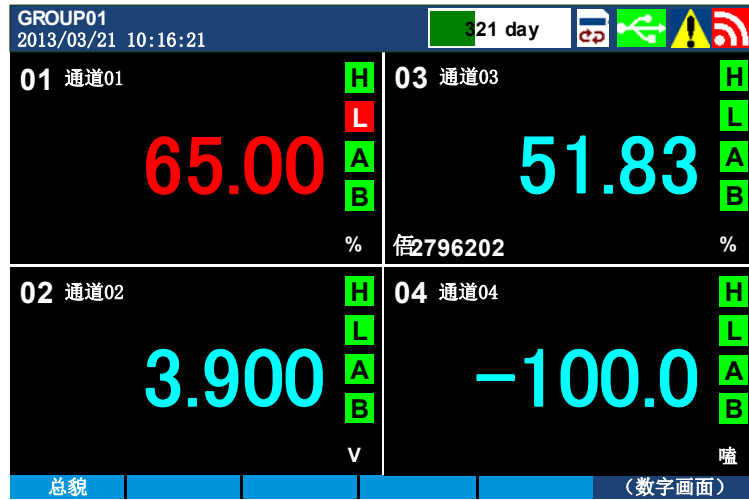 GROUP01
2013/03/21 10:16:21
321 day
01 通道01
H
L
A
B
65.00
%
03 通道03
H
L
A
B
51.83
俉2796202
%
02 通道02
H
L
A
B
3.900
V
04 通道04
H
L
A
B
-100.0
嗑
总貌
(数字画面)